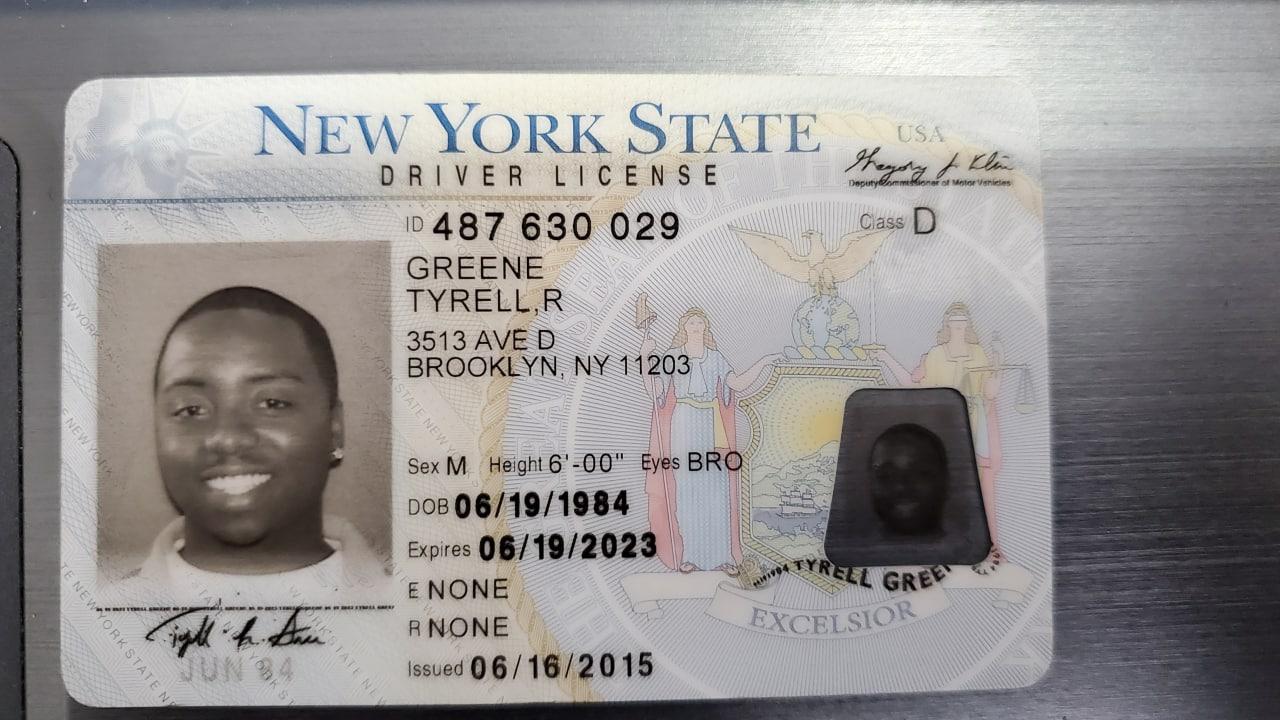 NEW YORK STATE
USA
DRIVER LICENSE
Deputy Commissioner of Motor Vehicles
ID 487 630 029
Class D
GREENE
TYRELL,R
3513 AVE D
BROOKLYN, NY 11203
Sex M Height 6'-00" Eyes BRO
DOB 06/19/1984
Expires 06/19/2023
E NONE
R NONE
Issued 06/16/2015
TYRELL GREEN
EXCELSIOR
JUN 84